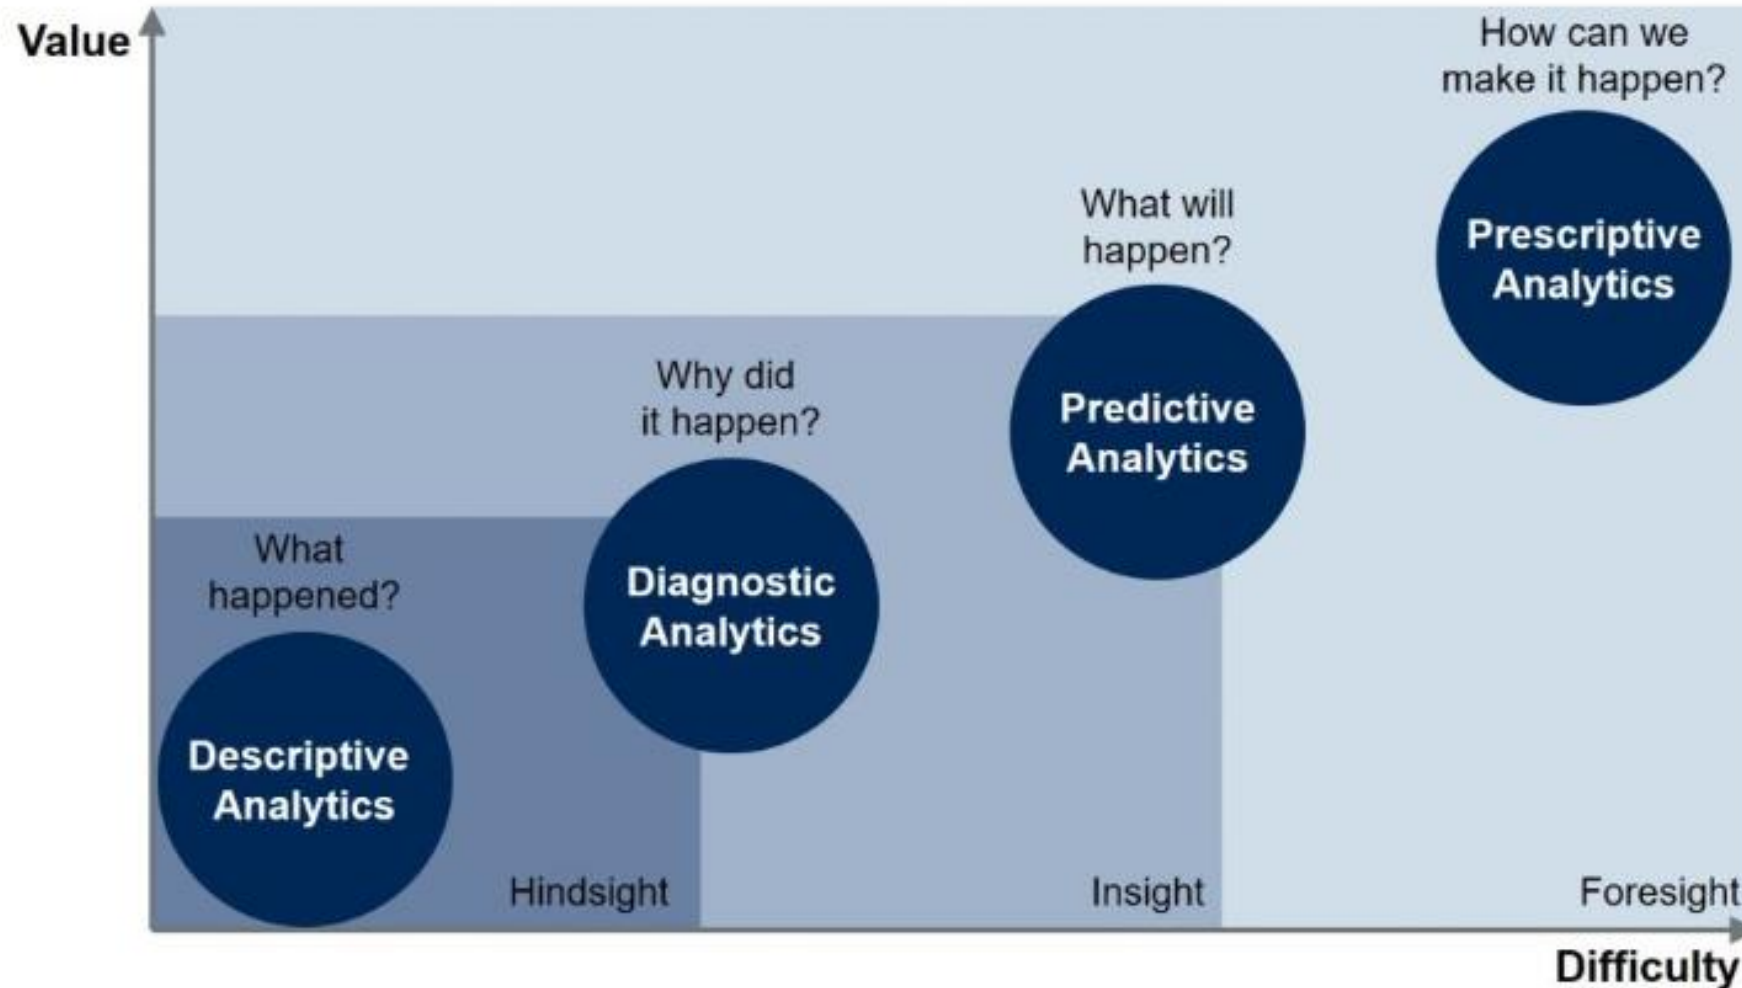 Value
How can we
make it happen?
Prescriptive
Analytics
What will
happen?
Predictive
Analytics
Why did
it happen?
Diagnostic
Analytics
What
happened?
Descriptive
Analytics
Hindsight
Insight
Foresight
Difficulty